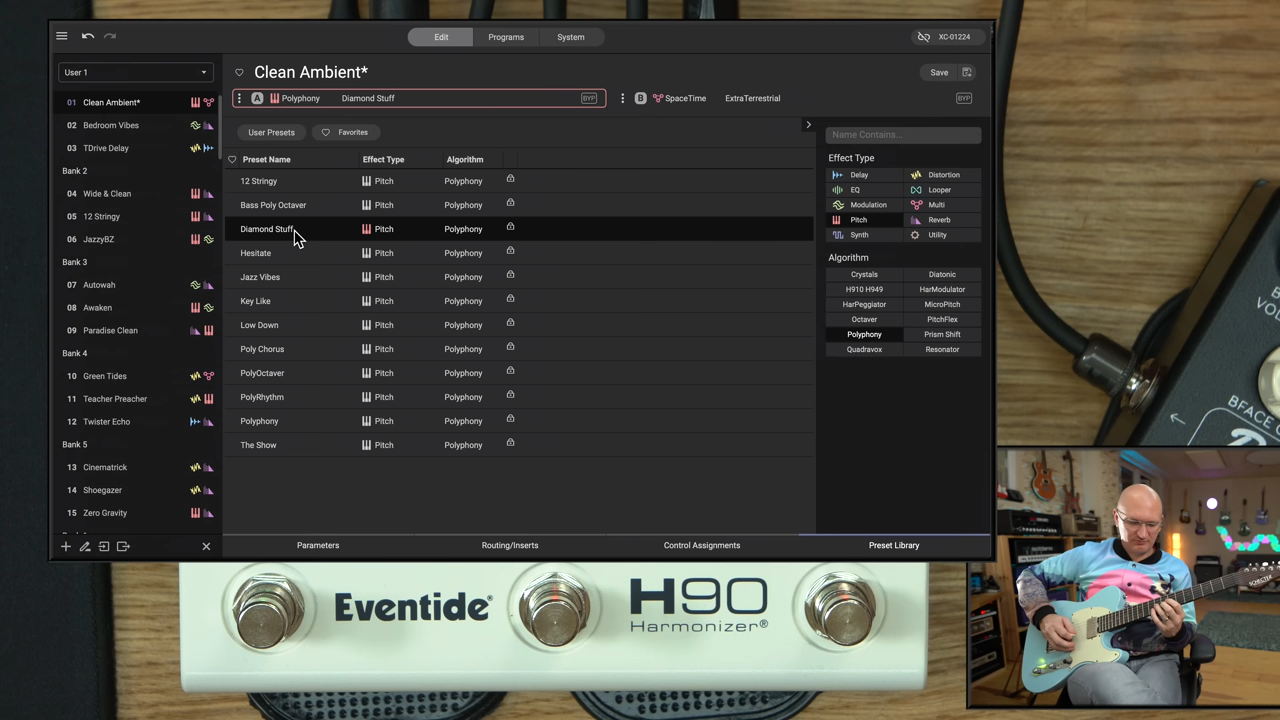 Edit Programs System XC-01224
User 1
Clean Ambient*
Save
A Polyphony Diamond Stuff BYP
B SpaceTime ExtraTerrestrial BYP
01 Clean Ambient*
02 Bedroom Vibes
03 TDrive Delay
Bank 2
04 Wide & Clean
05 12 Stringy
06 JazzyBZ
Bank 3
07 Autowah
08 Awaken
09 Paradise Clean
Bank 4
10 Green Tides
11 Teacher Preacher
12 Twister Echo
Bank 5
13 Cinematrick
14 Shoegazer
15 Zero Gravity
User Presets Favorites
Preset Name Effect Type Algorithm
12 Stringy Pitch Polyphony
Bass Poly Octaver Pitch Polyphony
Diamond Stuff Pitch Polyphony
Hesitate Pitch Polyphony
Jazz Vibes Pitch Polyphony
Key Like Pitch Polyphony
Low Down Pitch Polyphony
Poly Chorus Pitch Polyphony
PolyOctaver Pitch Polyphony
PolyRhythm Pitch Polyphony
Polyphony Pitch Polyphony
The Show Pitch Polyphony
Name Contains...
Effect Type
Delay Distortion
EQ Looper
Modulation Multi
Pitch Reverb
Synth Utility
Algorithm
Crystals Diatonic
H910 H949 HarModulator
HarPeggiator MicroPitch
Octaver PitchFlex
Polyphony Prism Shift
Quadravox Resonator
Parameters Routing/Inserts Control Assignments Preset Library
Eventide®
H90
Harmonizer®
BFACE